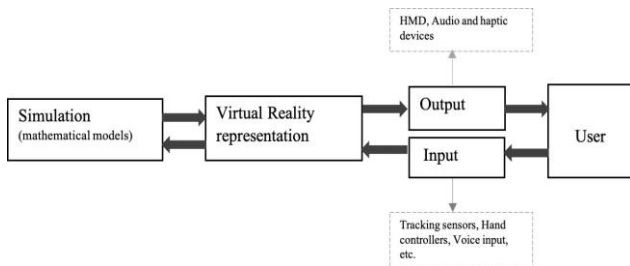 HMD, Audio and haptic
devices
Simulation
(mathematical models)
Virtual Reality
representation
Output
Input
User
Tracking sensors, Hand
controllers, Voice input,
etc.